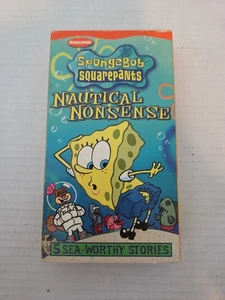 NICKELODEON
SpongeBob
SQUAREPANTS
NAUTICAL
NONSENSE
5 SEA-WORTHY STORIES